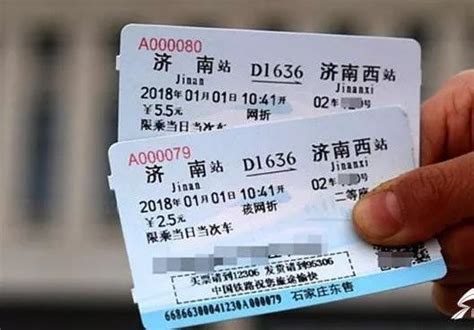 A000080
济南站 D1636 济南西站
Jinan Jinanxi
2018年01月01日 10:41开 02车 号
¥5.5元 网折
限乘当日当次车
A000079
济南站 D1636 济南西站
Jinan Jinanxi
2018年01月01日 10:41开 02车 号
¥2.5元 孩网折 二等座
限乘当日当次车
买票请到12306 发货请到95306
中国铁路祝您旅途愉快
66866300041230A000079 石家庄东售